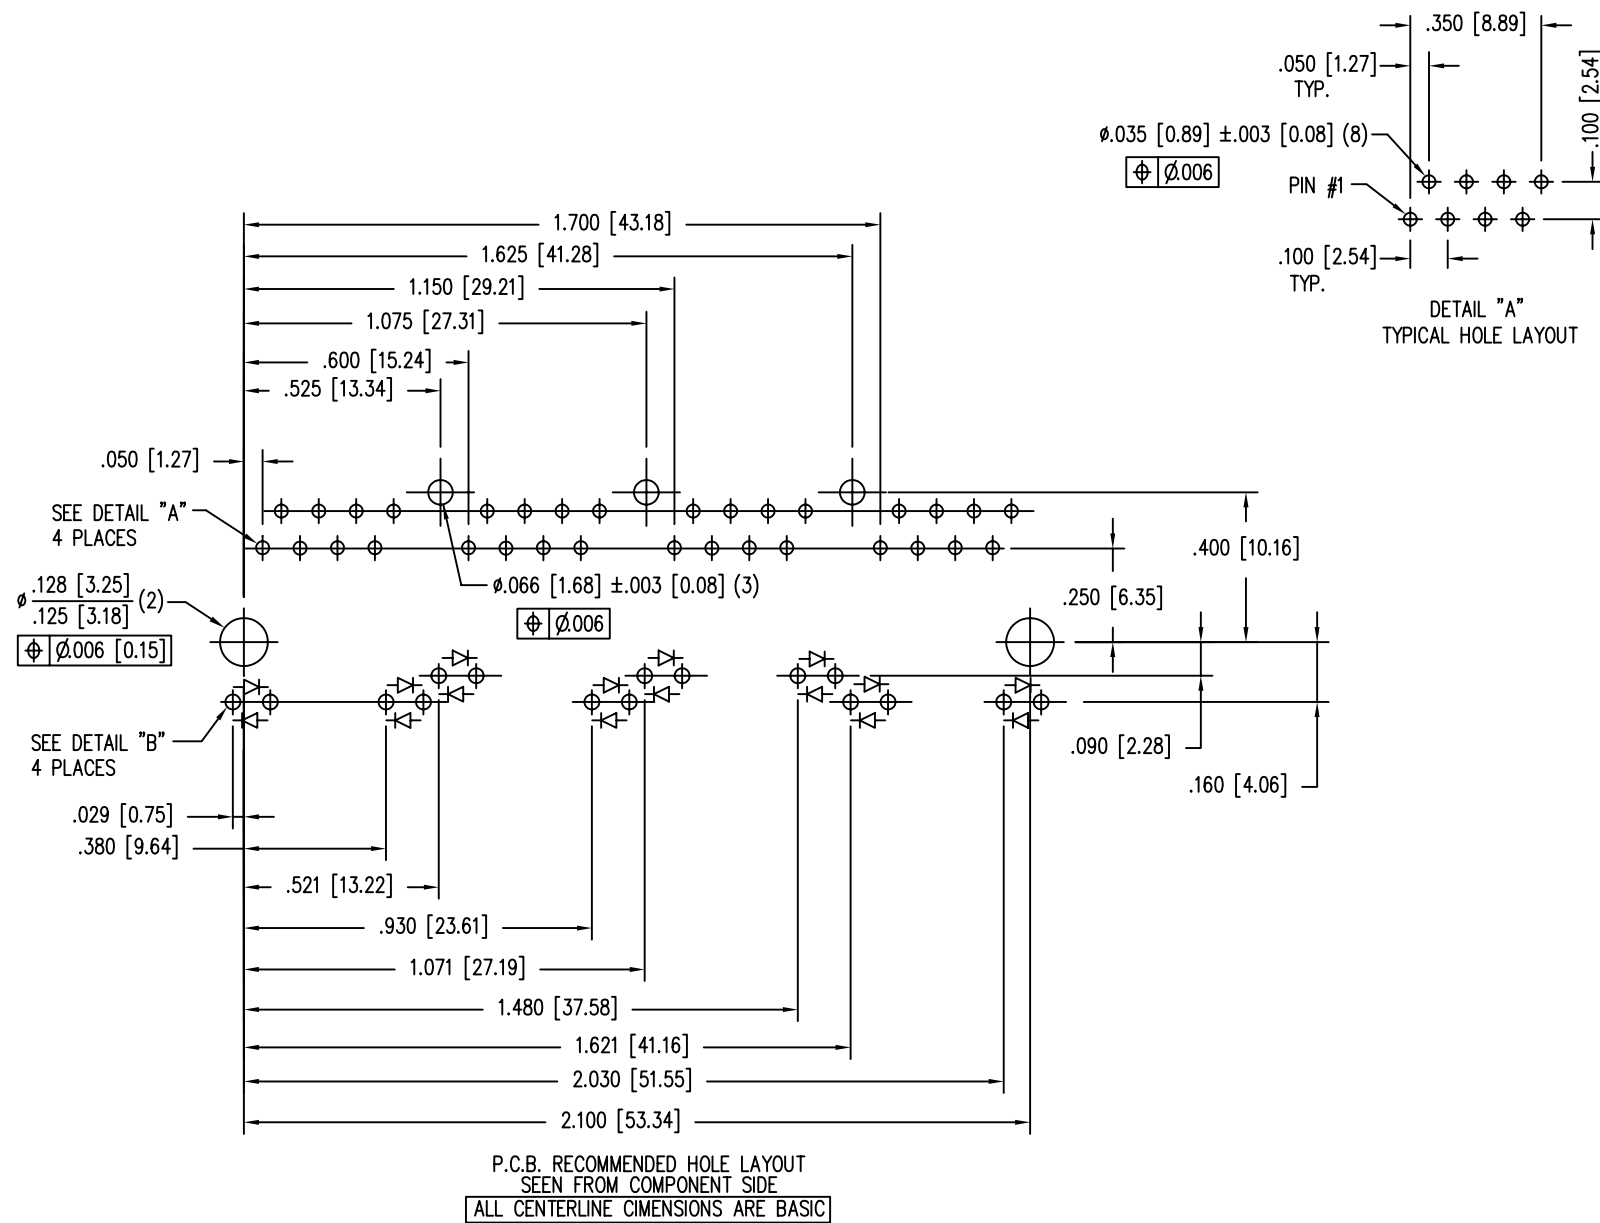 .350 [8.89]
.050 [1.27]
TYP.
.100 [2.54]
ø.035 [0.89] ±.003 [0.08] (8)
⌖ Ø.006
PIN #1
.100 [2.54]
TYP.
DETAIL "A"
TYPICAL HOLE LAYOUT
1.700 [43.18]
1.625 [41.28]
1.150 [29.21]
1.075 [27.31]
.600 [15.24]
.525 [13.34]
.050 [1.27]
SEE DETAIL "A"
4 PLACES
.400 [10.16]
ø.066 [1.68] ±.003 [0.08] (3)
⌖ Ø.006
.250 [6.35]
ø .128 [3.25]
.125 [3.18] (2)
⌖ Ø.006 [0.15]
SEE DETAIL "B"
4 PLACES
.090 [2.28]
.160 [4.06]
.029 [0.75]
.380 [9.64]
.521 [13.22]
.930 [23.61]
1.071 [27.19]
1.480 [37.58]
1.621 [41.16]
2.030 [51.55]
2.100 [53.34]
P.C.B. RECOMMENDED HOLE LAYOUT
SEEN FROM COMPONENT SIDE
ALL CENTERLINE CIMENSIONS ARE BASIC